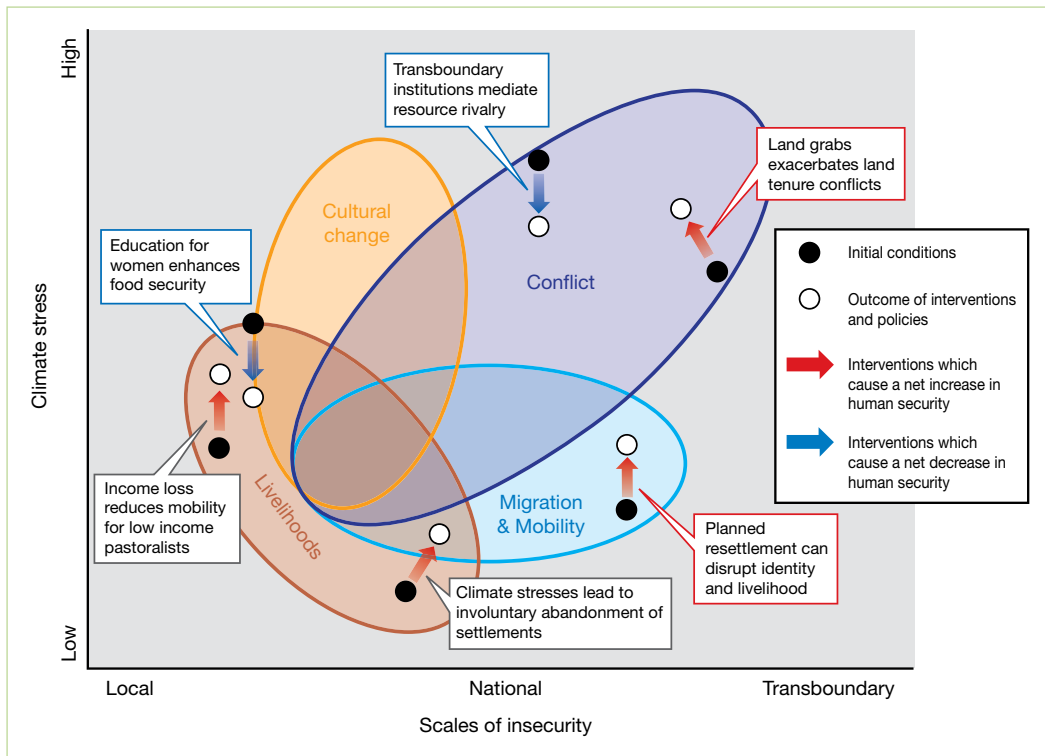 High
Climate stress
Low
Transboundary
institutions mediate
resource rivalry
Land grabs
exacerbates land
tenure conflicts
Cultural
change
Education for
women enhances
food security
Conflict
Initial conditions
Outcome of interventions
and policies
Interventions which
cause a net increase in
human security
Interventions which
cause a net decrease in
human security
Income loss
reduces mobility
for low income
pastoralists
Livelihoods
Migration
& Mobility
Planned
resettlement can
disrupt identity
and livelihood
Climate stresses lead to
involuntary abandonment of
settlements
Local
National
Transboundary
Scales of insecurity